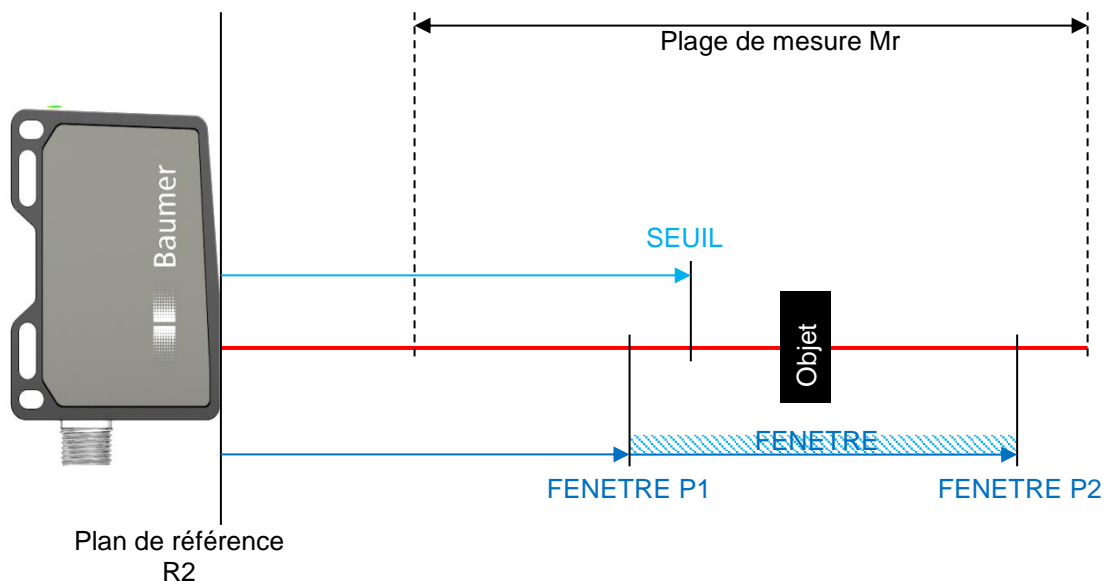 Plage de mesure Mr
Baumer
SEUIL
Objet
FENETRE
FENETRE P1
FENETRE P2
Plan de référence
R2